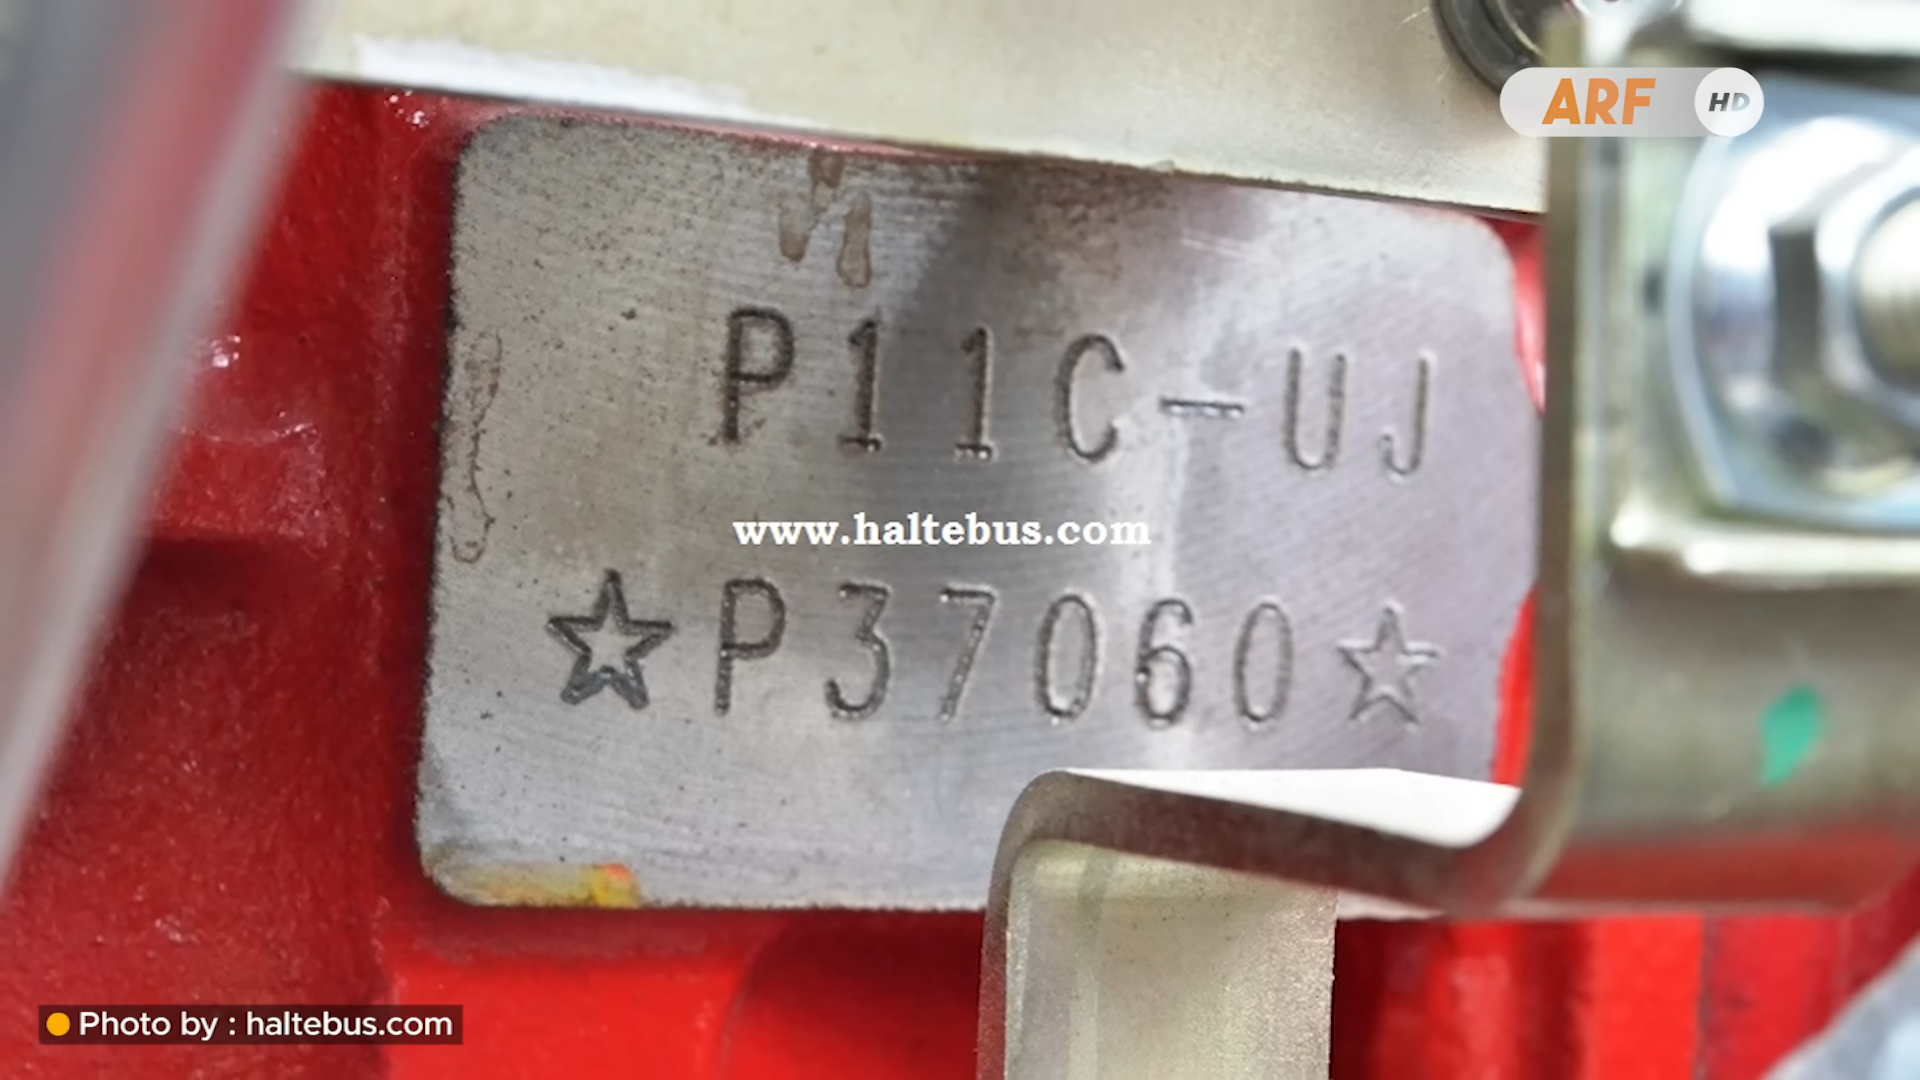 ARF HD
P11C-UJ
www.haltebus.com
☆P37060☆
Photo by : haltebus.com